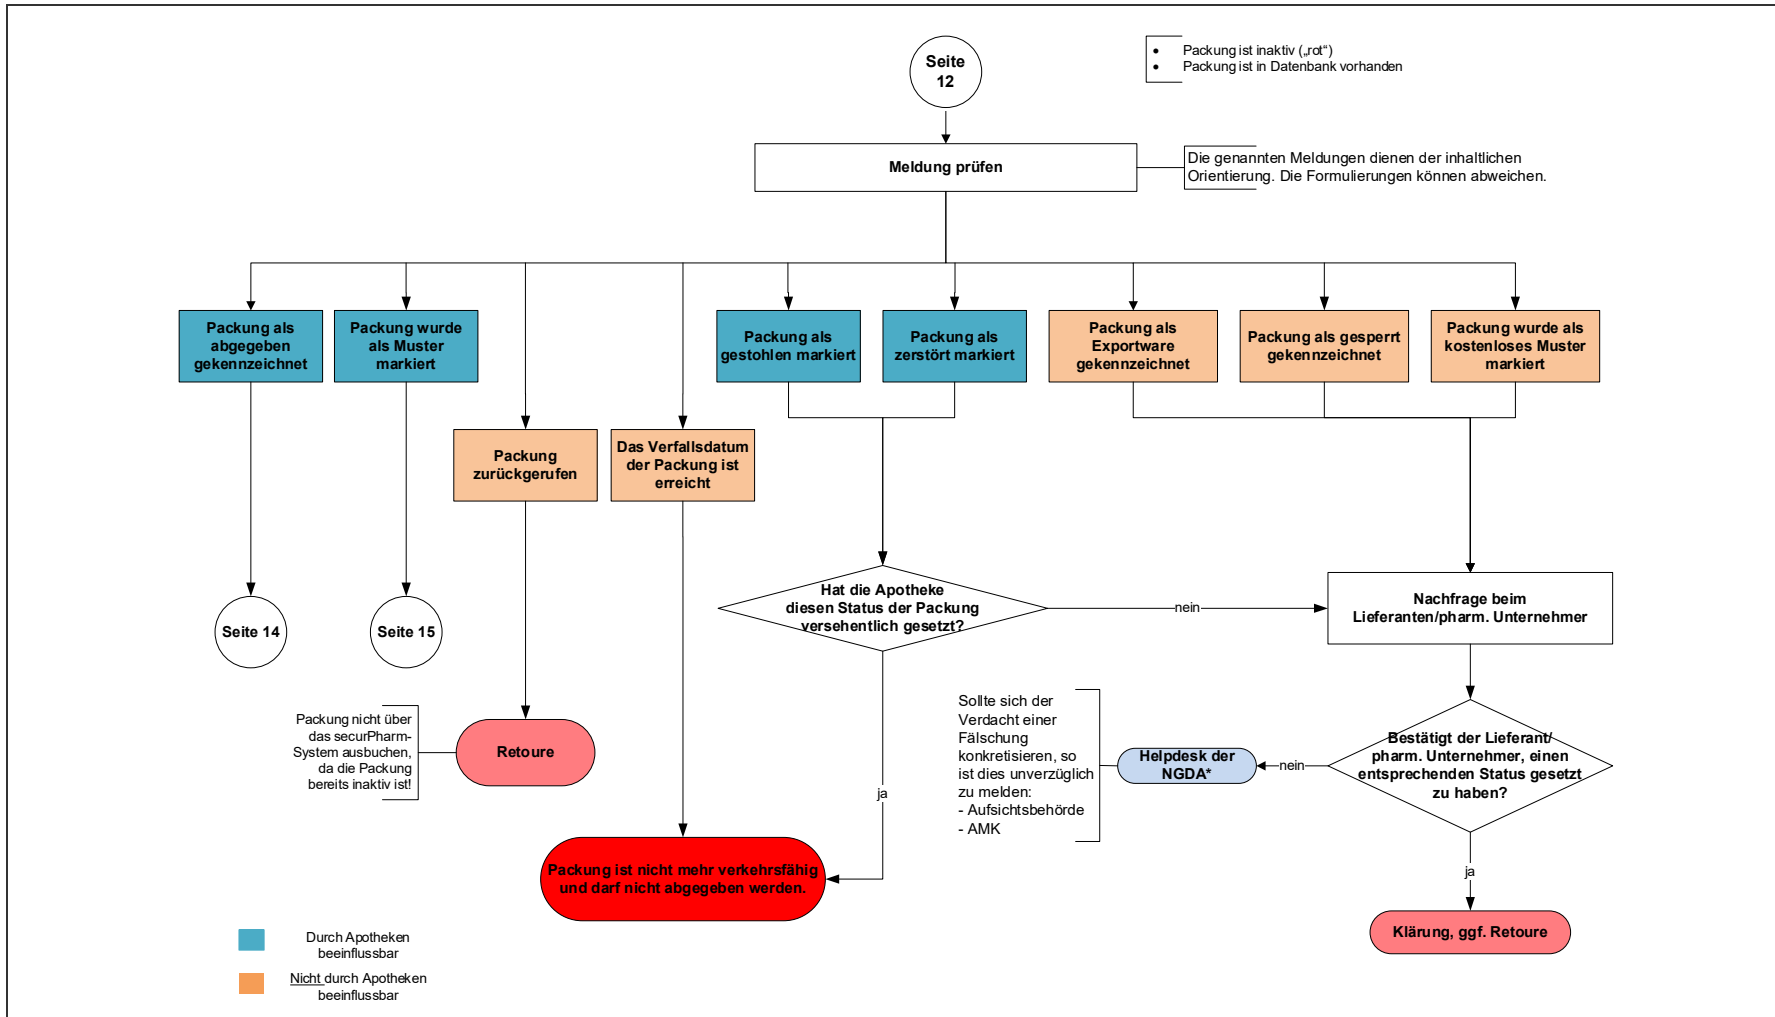 Seite
12
• Packung ist inaktiv („rot“)
• Packung ist in Datenbank vorhanden
Meldung prüfen
Die genannten Meldungen dienen der inhaltlichen
Orientierung. Die Formulierungen können abweichen.
Packung als
abgegeben
gekennzeichnet
Packung wurde
als Muster
markiert
Packung als
gestohlen markiert
Packung als
zerstört markiert
Packung als
Exportware
gekennzeichnet
Packung als gesperrt
gekennzeichnet
Packung wurde als
kostenloses Muster
markiert
Packung
zurückgerufen
Das Verfallsdatum
der Packung ist
erreicht
Hat die Apotheke
diesen Status der Packung
versehentlich gesetzt?
nein
Nachfrage beim
Lieferanten/pharm. Unternehmer
Seite 14
Seite 15
Packung nicht über
das securPharm-
System ausbuchen,
da die Packung
bereits inaktiv ist!
Retoure
Sollte sich der
Verdacht einer
Fälschung
konkretisieren, so
ist dies unverzüglich
zu melden:
- Aufsichtsbehörde
- AMK
Helpdesk der
NGDA*
nein
Bestätigt der Lieferant/
pharm. Unternehmer, einen
entsprechenden Status gesetzt
zu haben?
ja
Packung ist nicht mehr verkehrsfähig
und darf nicht abgegeben werden.
ja
Klärung, ggf. Retoure
Durch Apotheken
beeinflussbar
Nicht durch Apotheken
beeinflussbar